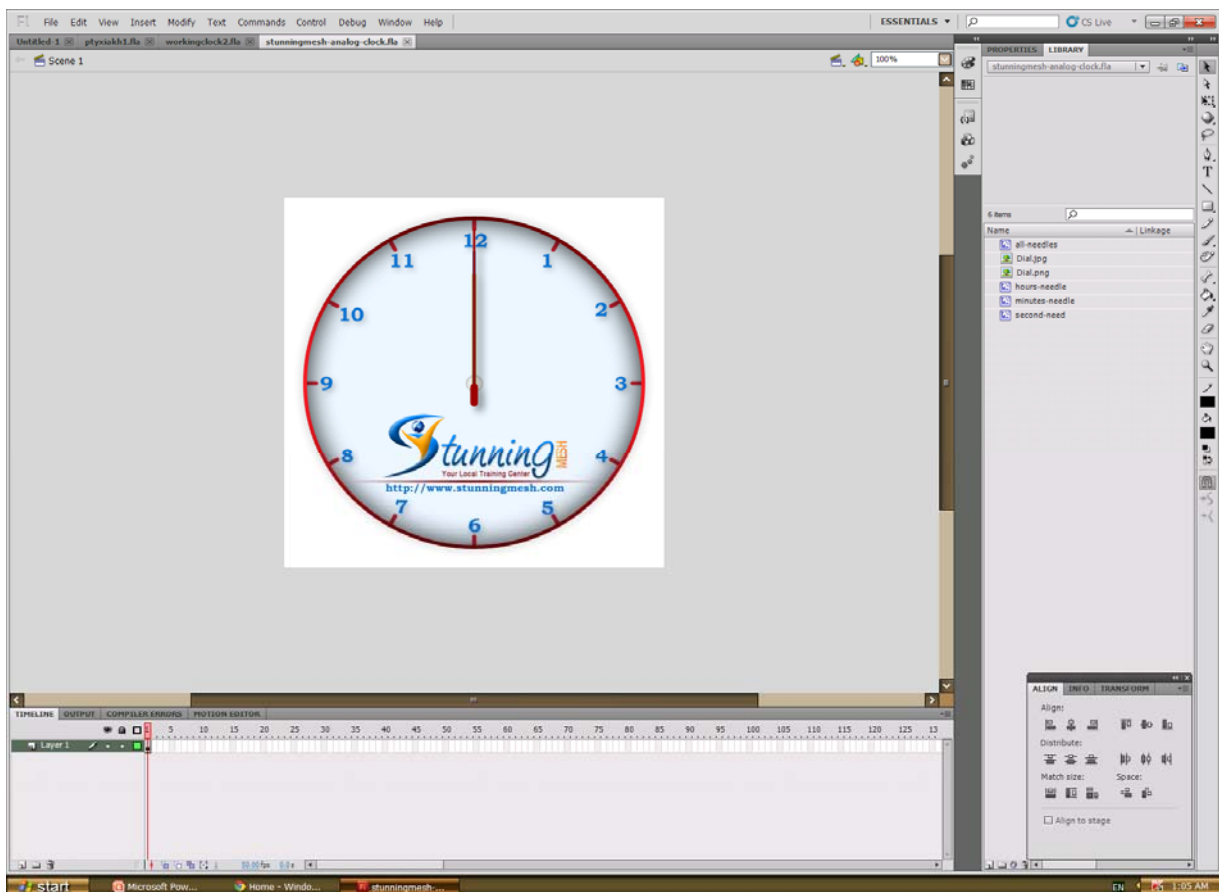 Fl File Edit View Insert Modify Text Commands Control Debug Window Help ESSENTIALS CS Live
Untitled-1 ptyxiakh1.fla workingclock2.fla stunningmesh-analog-clock.fla
Scene 1 100%
PROPERTIES LIBRARY
stunningmesh-analog-clock.fla
6 items
Name Linkage
all-needles
Dial.jpg
Dial.png
hours-needle
minutes-needle
second-need
12
11 1
10 2
9 3
8 4
7 5
6
Stunning MESH
Your Local Training Center
http://www.stunningmesh.com
TIMELINE OUTPUT COMPILER ERRORS MOTION EDITOR
5 10 15 20 25 30 35 40 45 50 55 60 65 70 75 80 85 90 95 100 105 110 115 120 125 13
Layer 1
ALIGN INFO TRANSFORM
Align:
Distribute:
Match size: Space:
Align to stage
start Microsoft Pow... Home - Windo... stunningmesh-... EN 1:05 AM